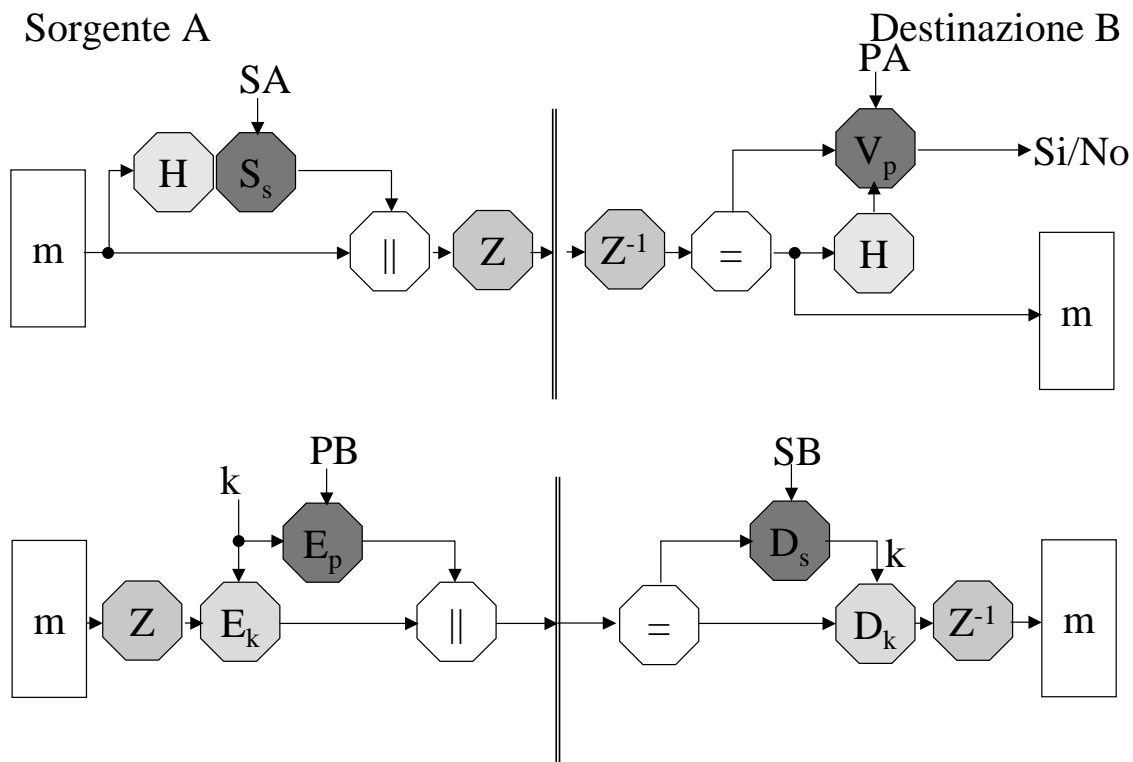 Sorgente A
Destinazione B
PA
SA
H
Ss
Vp
Si/No
m
||
Z
Z-1
=
H
m
PB
SB
k
Ep
Ds
k
m
Z
Ek
||
=
Dk
Z-1
m